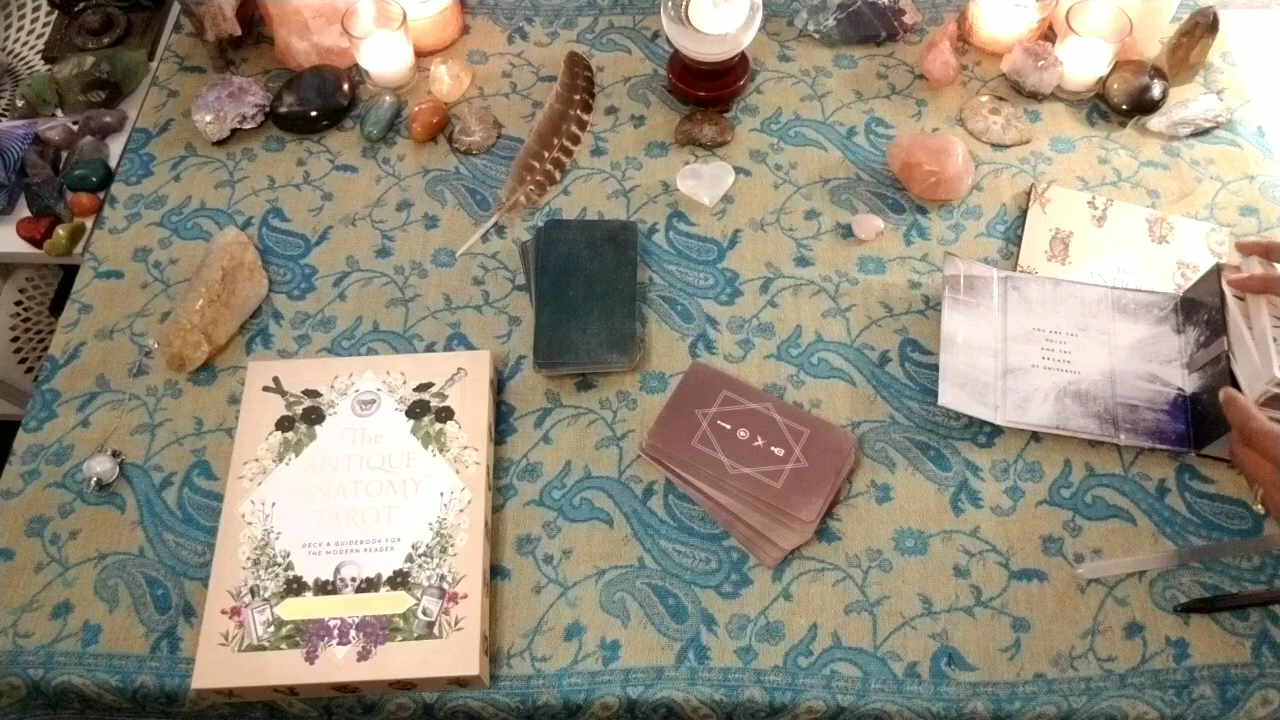 The
ANTIQUE
ANATOMY
TAROT
DECK & GUIDEBOOK FOR
THE MODERN READER
YOU ARE THE
VOICE
AND THE
BREATH
OF UNIVERSES
The